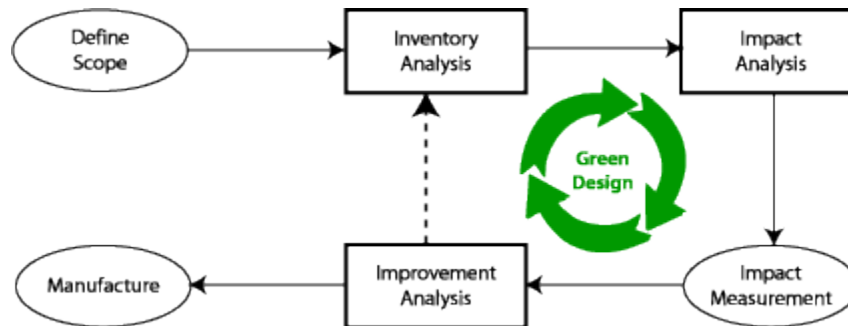 Define
Scope
Inventory
Analysis
Impact
Analysis
Green
Design
Manufacture
Improvement
Analysis
Impact
Measurement